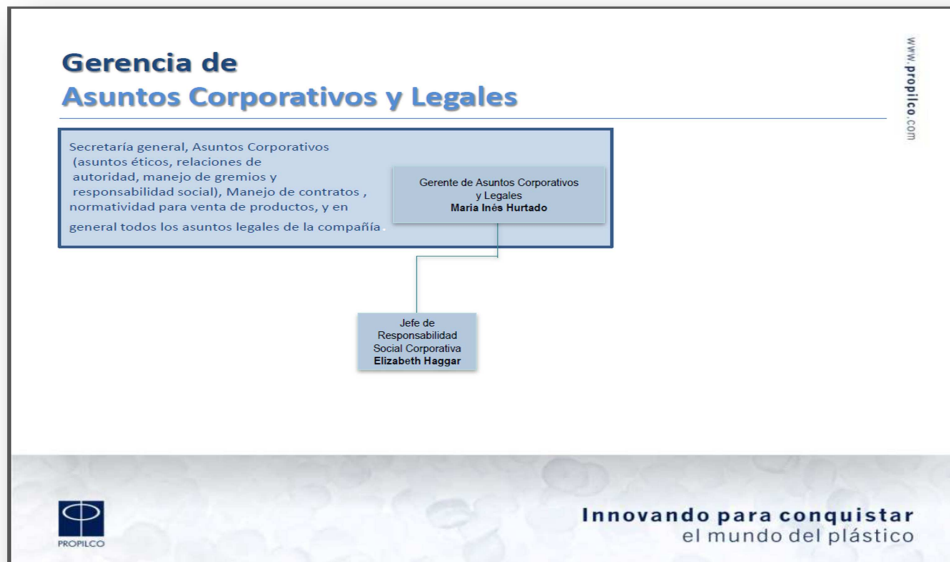 Gerencia de
Asuntos Corporativos y Legales
www.propilco.com
Secretaría general, Asuntos Corporativos
(asuntos éticos, relaciones de
autoridad, manejo de gremios y
responsabilidad social), Manejo de contratos ,
normatividad para venta de productos, y en
general todos los asuntos legales de la compañía.
Gerente de Asuntos Corporativos
y Legales
Maria Inés Hurtado
Jefe de
Responsabilidad
Social Corporativa
Elizabeth Haggar
PROPILCO
Innovando para conquistar
el mundo del plástico